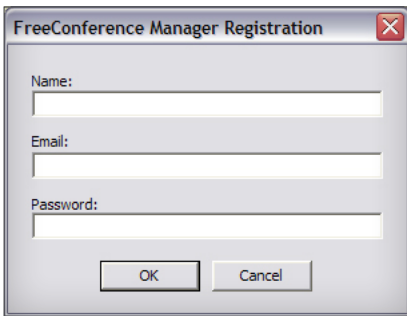 FreeConference Manager Registration
Name:
Email:
Password:
OK
Cancel